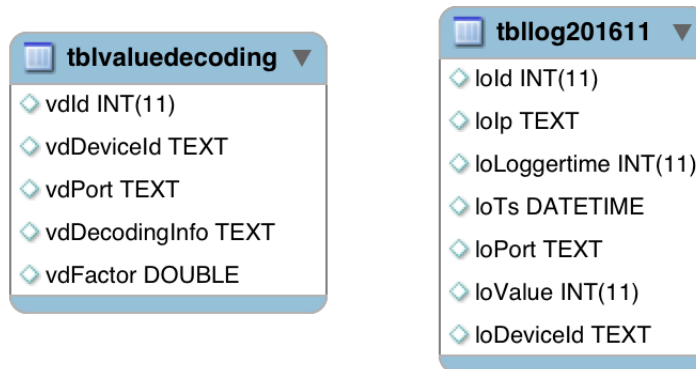 tblvaluedecoding
vdId INT(11)
vdDeviceId TEXT
vdPort TEXT
vdDecodingInfo TEXT
vdFactor DOUBLE
tbllog201611
loId INT(11)
loIp TEXT
loLoggertime INT(11)
loTs DATETIME
loPort TEXT
loValue INT(11)
loDeviceId TEXT